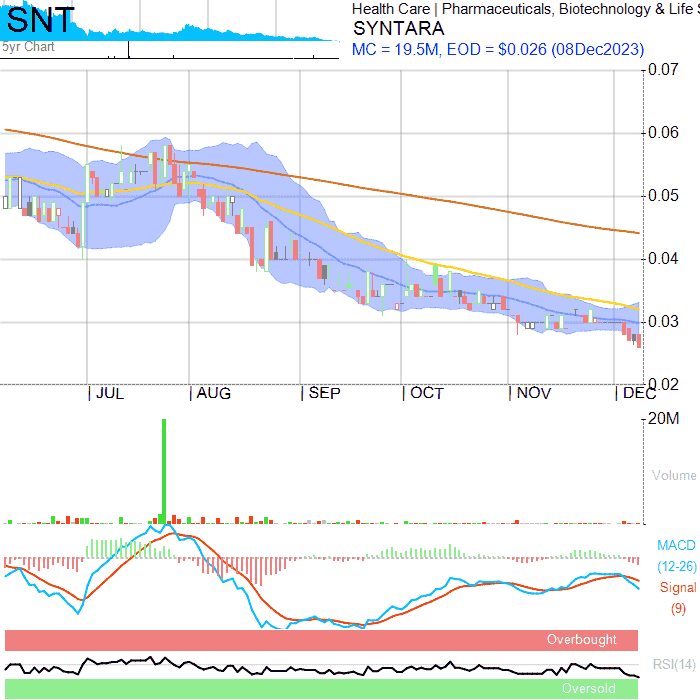 SNT
5yr Chart
Health Care | Pharmaceuticals, Biotechnology & Life S
SYNTARA
MC = 19.5M, EOD = $0.026 (08Dec2023)
0.07
0.06
0.05
0.04
0.03
0.02
JUL AUG SEP OCT NOV DEC
20M
Volume
MACD
(12-26)
Signal
(9)
Overbought
RSI(14)
Oversold